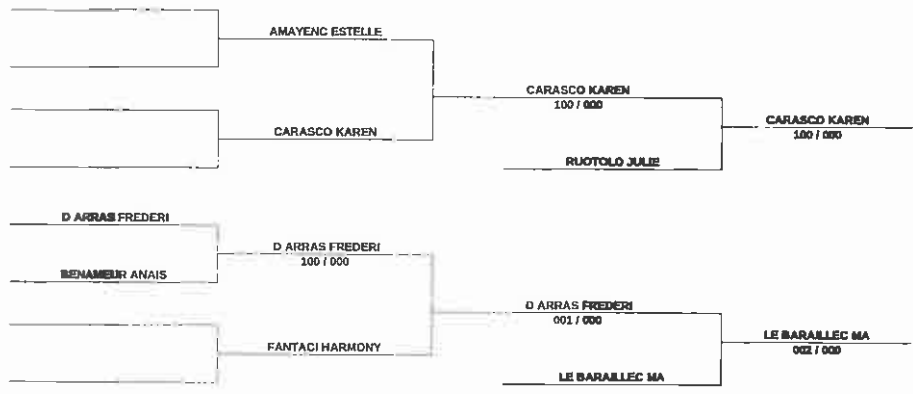 AMAYENC ESTELLE
CARASCO KAREN
100 / 000
CARASCO KAREN
CARASCO KAREN
100 / 000
RUOTOLO JULIE
D ARRAS FREDERI
D ARRAS FREDERI
100 / 000
BENAMEUR ANAIS
D ARRAS FREDERI
001 / 000
FANTACI HARMONY
LE BARAILLEC MA
002 / 000
LE BARAILLEC MA